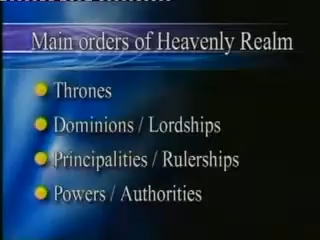 Main orders of Heavenly Realm
Thrones
Dominions / Lordships
Principalities / Rulerships
Powers / Authorities